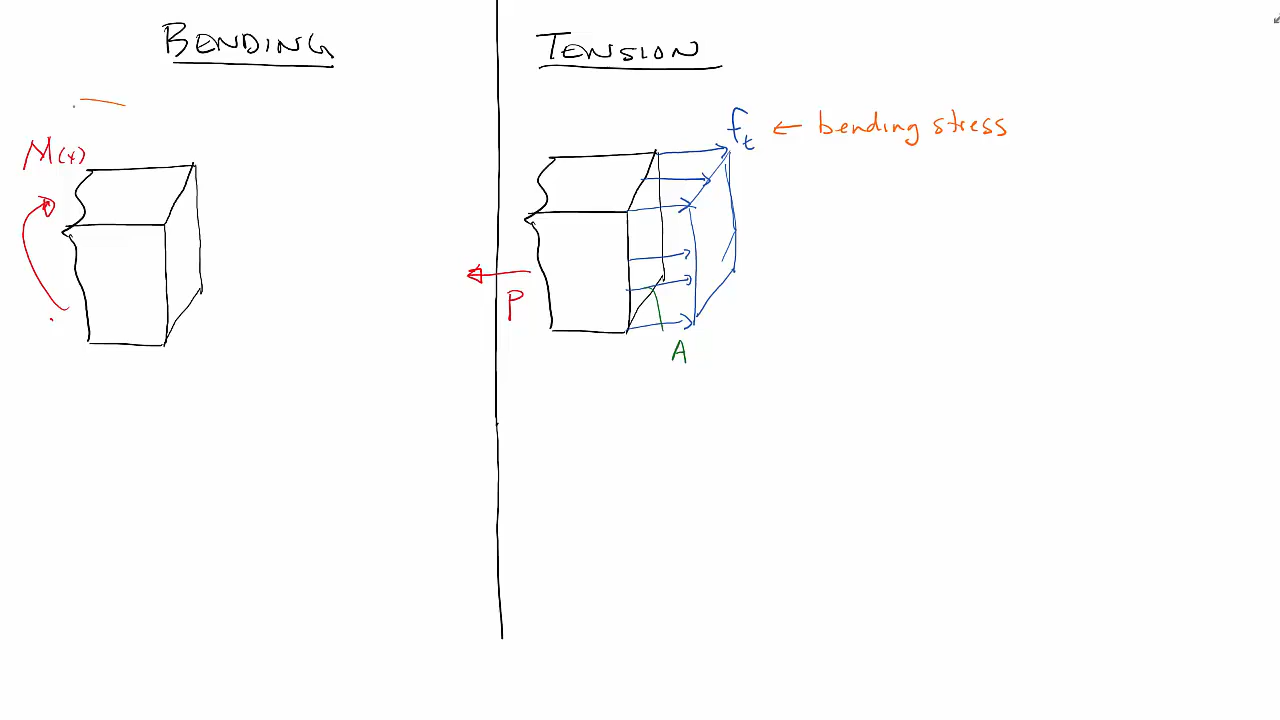 BENDING
M(x)
TENSION
ft ← bending stress
P
A